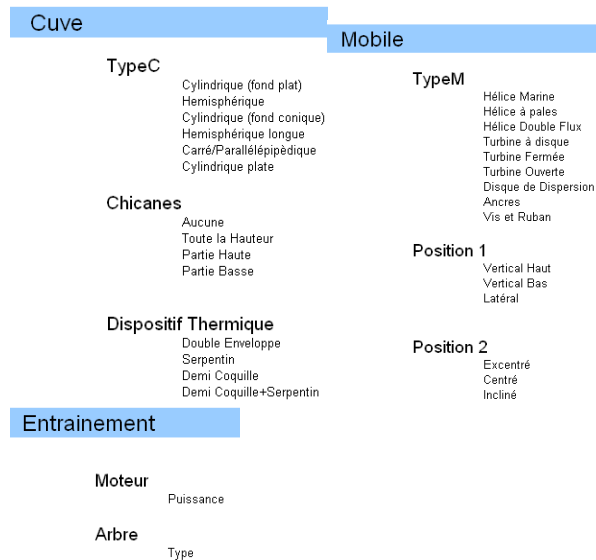 Cuve
TypeC
Cylindrique (fond plat)
Hemisphérique
Cylindrique (fond conique)
Hemisphérique longue
Carré/Parallélépipèdique
Cylindrique plate
Chicanes
Aucune
Toute la Hauteur
Partie Haute
Partie Basse
Dispositif Thermique
Double Enveloppe
Serpentin
Demi Coquille
Demi Coquille+Serpentin
Mobile
TypeM
Hélice Marine
Hélice à pales
Hélice Double Flux
Turbine à disque
Turbine Fermée
Turbine Ouverte
Disque de Dispersion
Ancres
Vis et Ruban
Position 1
Vertical Haut
Vertical Bas
Latéral
Position 2
Excentré
Centré
Incliné
Entrainement
Moteur
Puissance
Arbre
Type